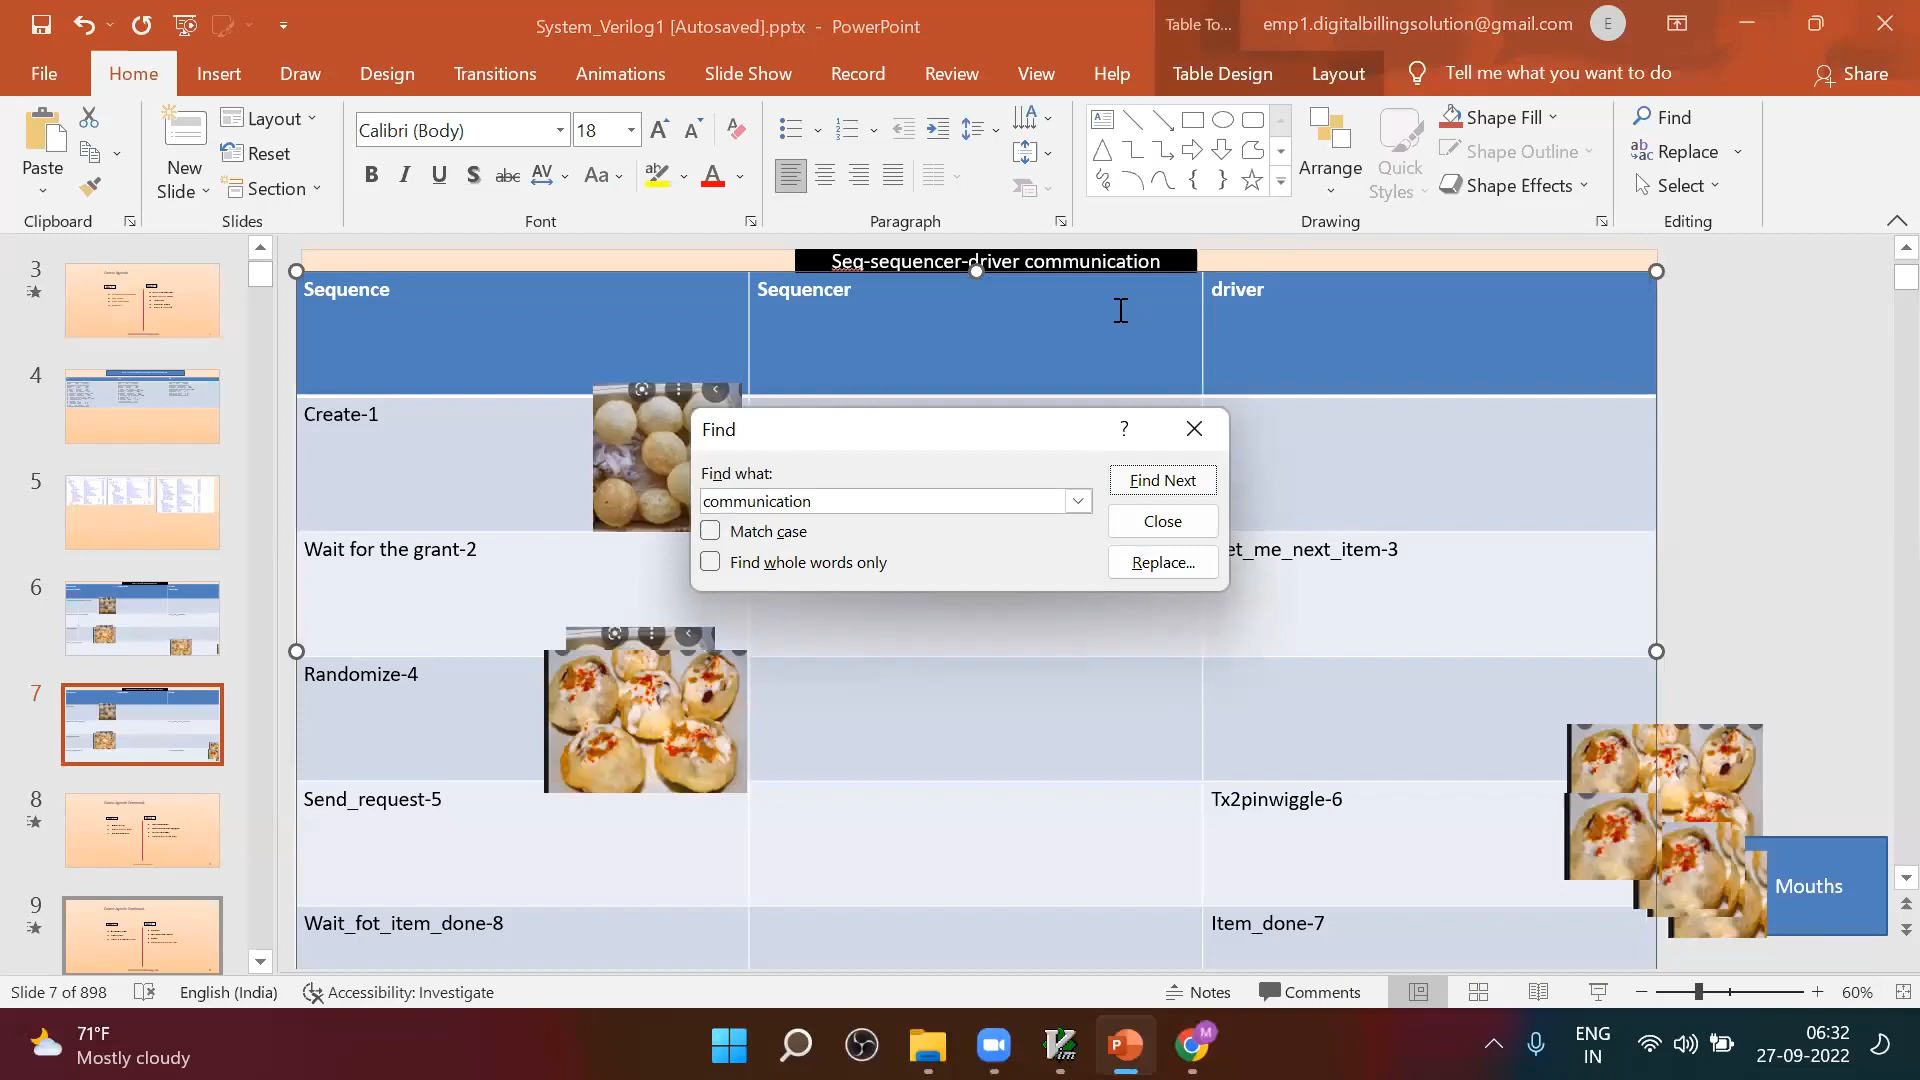 System_Verilog1 [Autosaved].pptx - PowerPoint
Table To...
emp1.digitalbillingsolution@gmail.com
E
File
Home
Insert
Draw
Design
Transitions
Animations
Slide Show
Record
Review
View
Help
Table Design
Layout
Tell me what you want to do
Share
Paste
New
Slide
Layout
Reset
Section
Calibri (Body)
18
B I U S abc AV Aa A
Arrange
Quick
Styles
Shape Fill
Shape Outline
Shape Effects
Find
Replace
Select
Clipboard
Slides
Font
Paragraph
Drawing
Editing
3
4
5
6
7
8
9
Seq-sequencer-driver communication
Sequence
Sequencer
driver
Create-1
Wait for the grant-2
et_me_next_item-3
Randomize-4
Send_request-5
Tx2pinwiggle-6
Wait_fot_item_done-8
Item_done-7
Mouths
Find
?
Find what:
communication
Match case
Find whole words only
Find Next
Close
Replace...
Slide 7 of 898
English (India)
Accessibility: Investigate
Notes
Comments
60%
71°F
Mostly cloudy
ENG
IN
06:32
27-09-2022